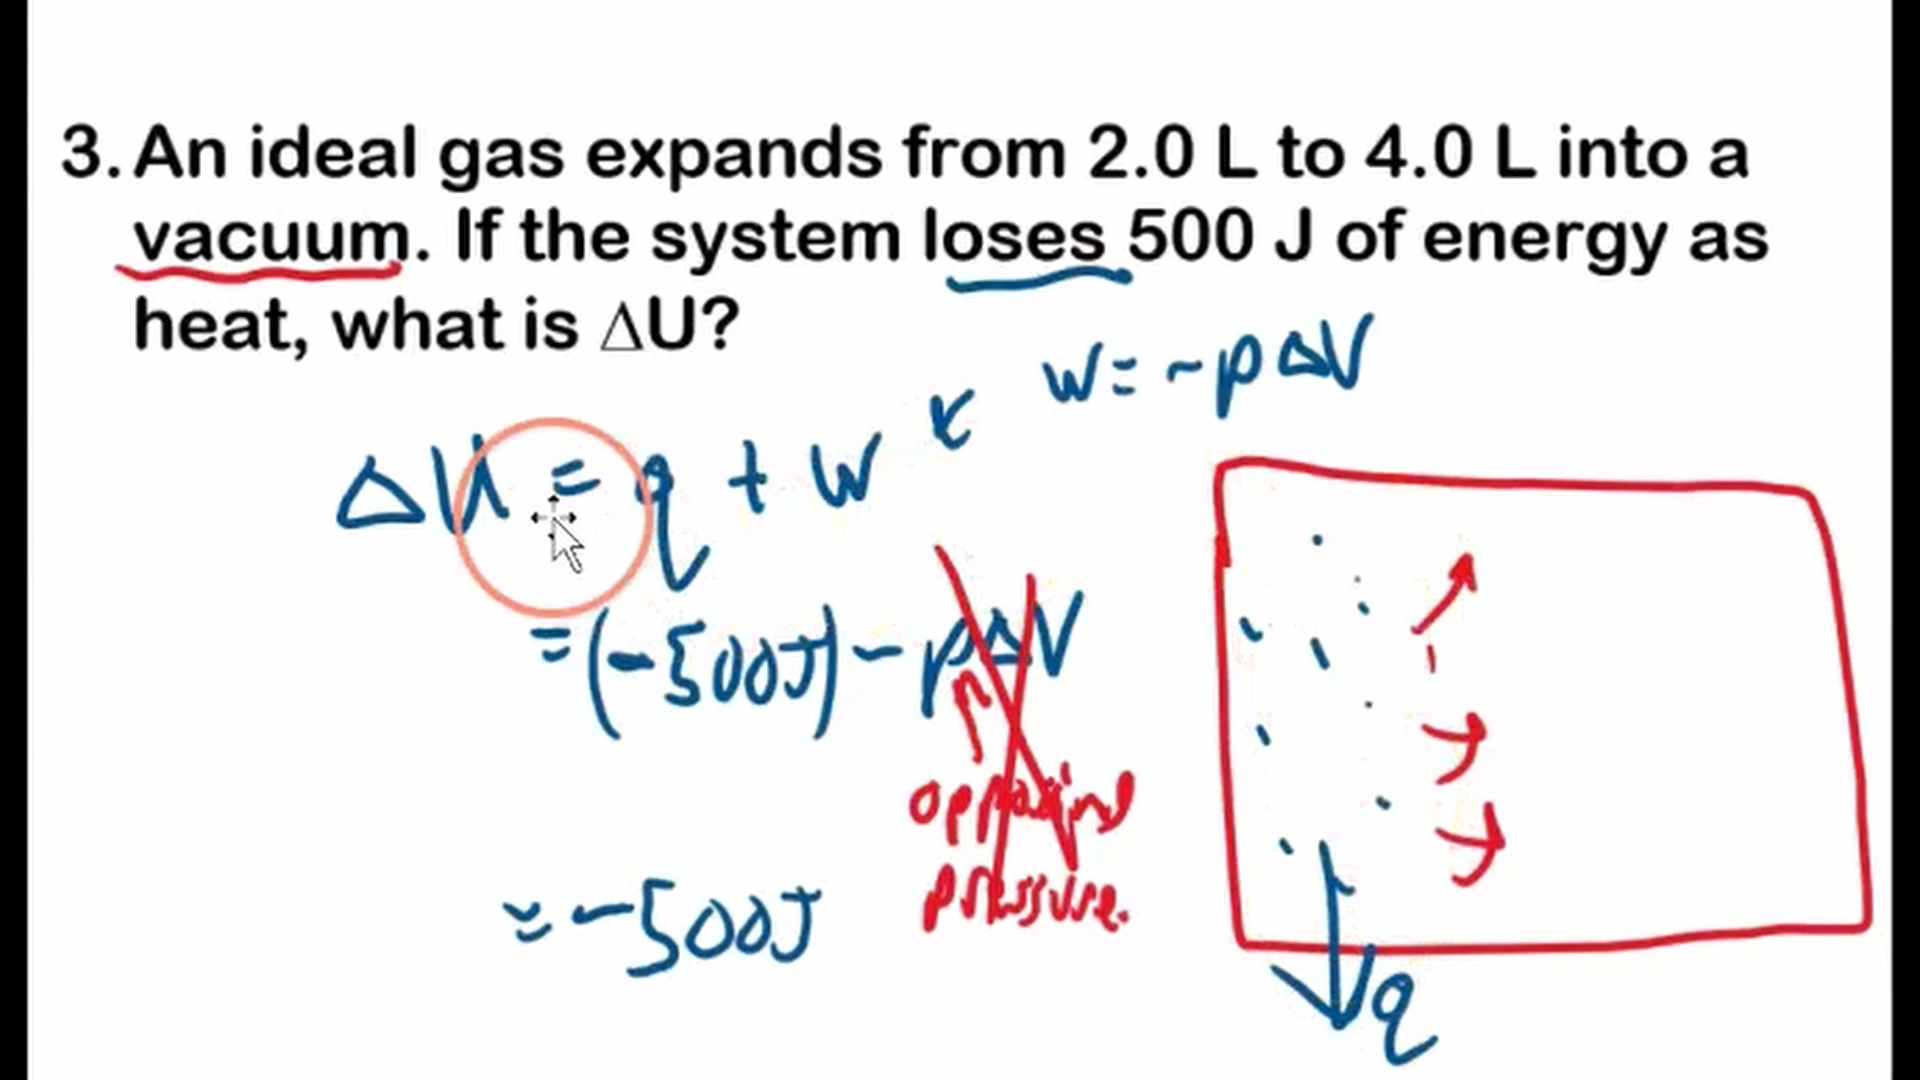 3. An ideal gas expands from 2.0 L to 4.0 L into a
vacuum. If the system loses 500 J of energy as
heat, what is ΔU?
w = -pΔV
ΔU = q + w
= (-500J) - pΔV
opposing
pressure.
= -500J
q